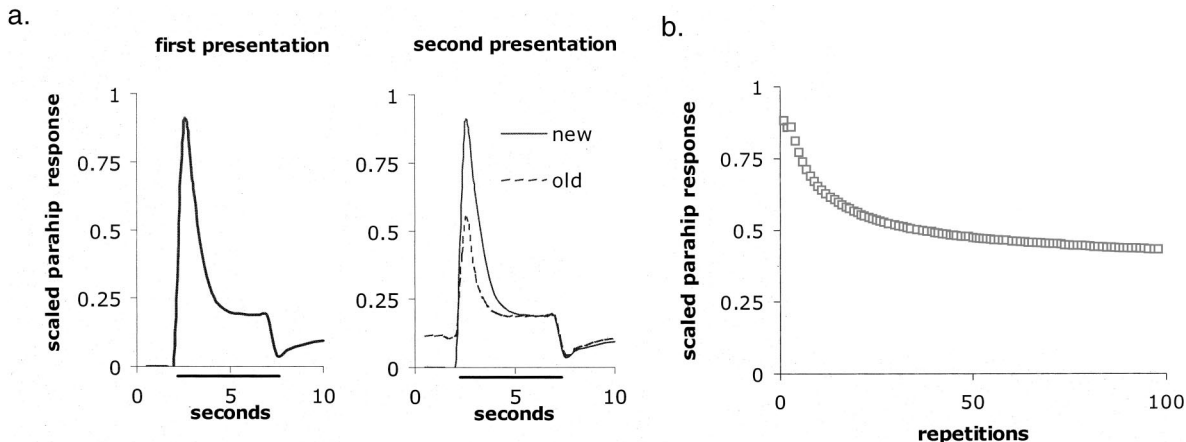 a.
first presentation
second presentation
scaled parahip response
1
0.75
0.5
0.25
0
5
10
seconds
1
0.75
0.5
0.25
0
5
10
seconds
new
old
b.
scaled parahip response
1
0.75
0.5
0.25
0
0
50
100
repetitions